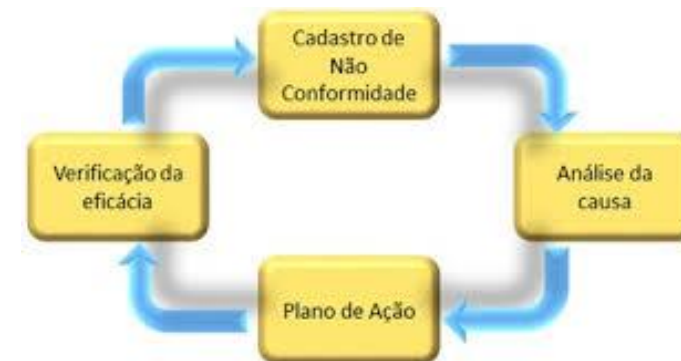 Cadastro de
Não
Conformidade
Verificação da
eficácia
Análise da
causa
Plano de Ação